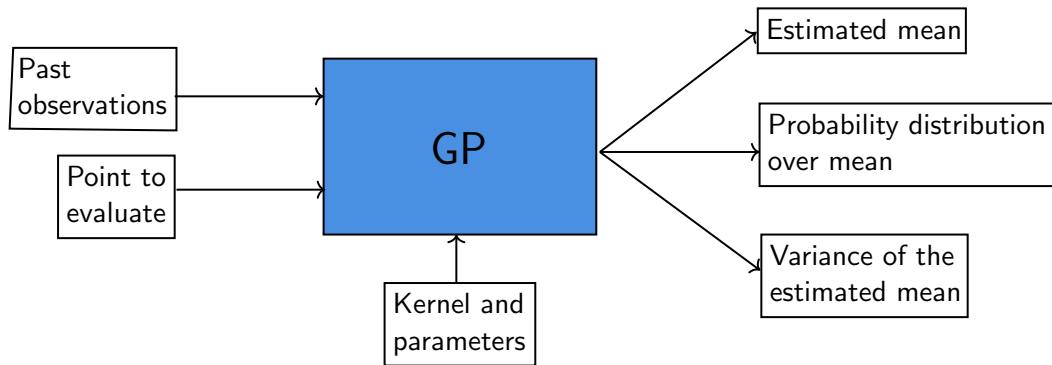 Past
observations
Point to
evaluate
GP
Kernel and
parameters
Estimated mean
Probability distribution
over mean
Variance of the
estimated mean